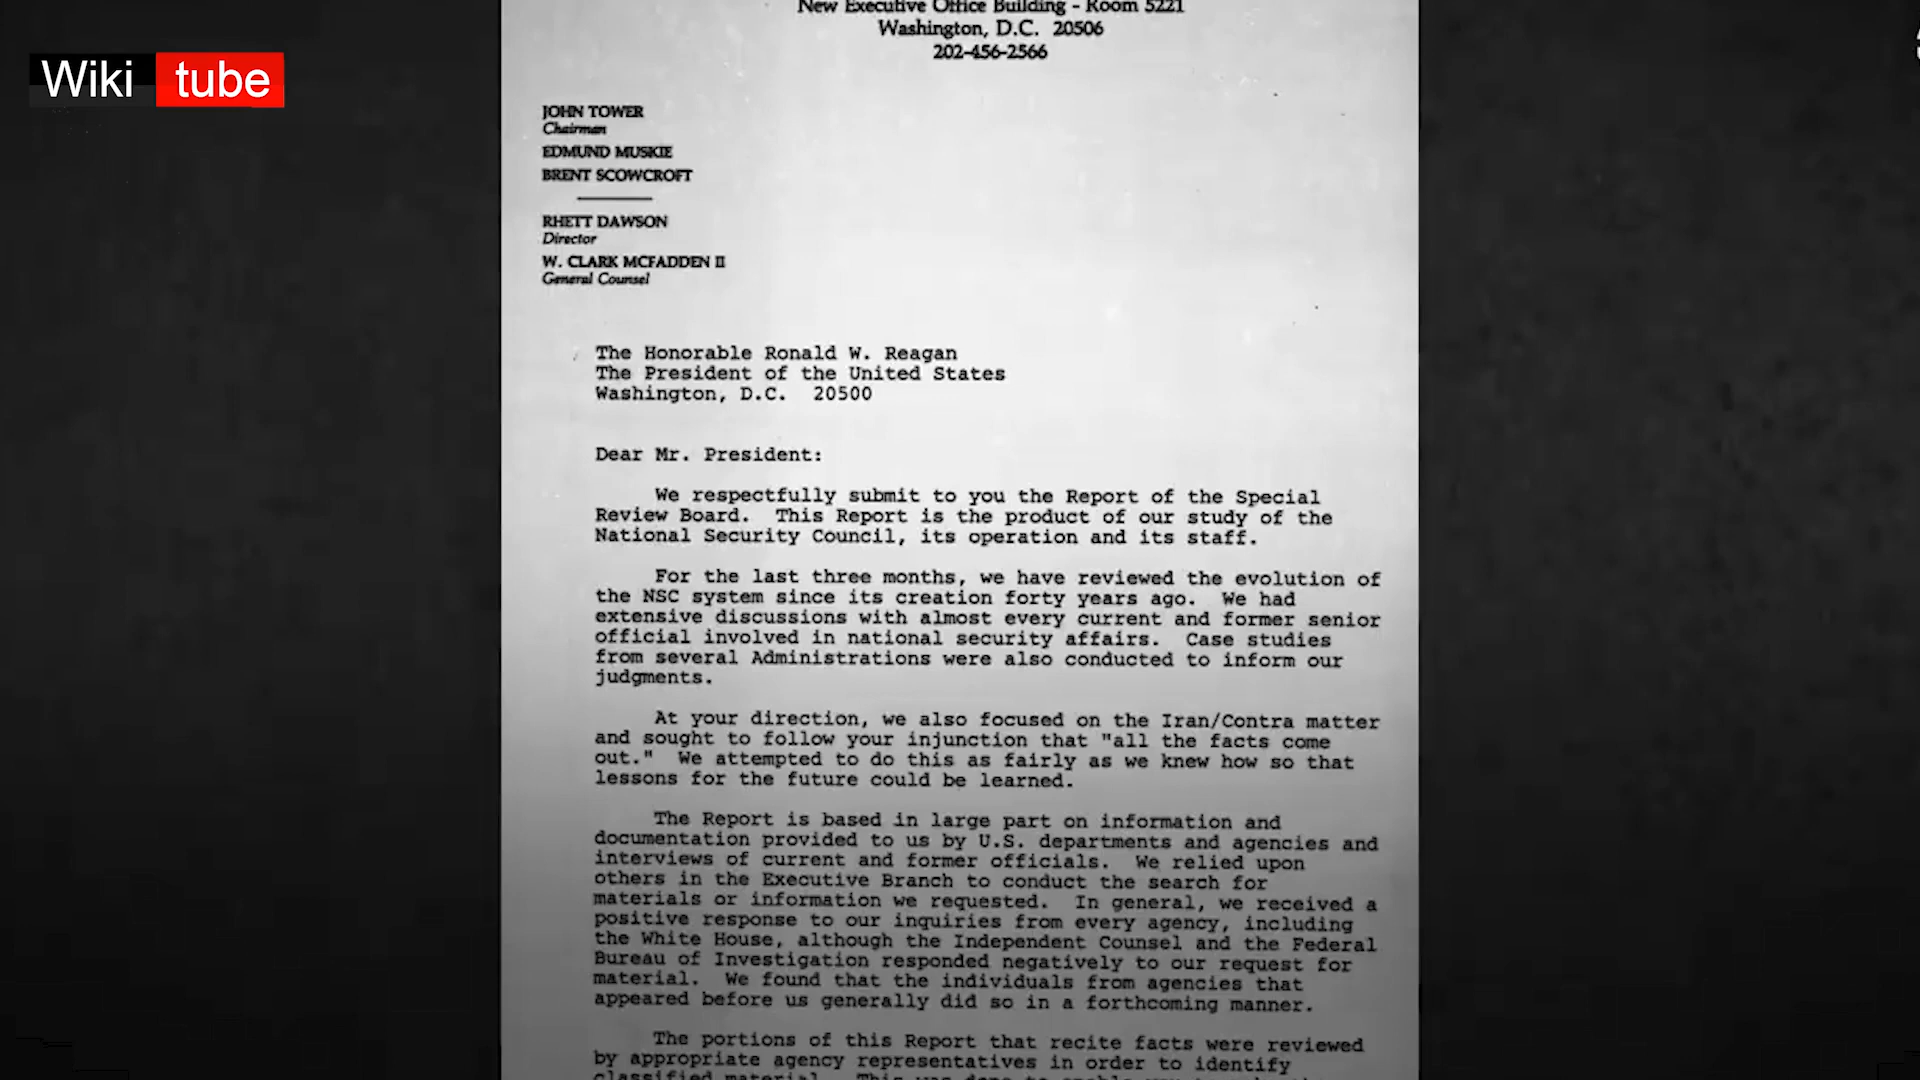 Wiki tube
New Executive Office Building - Room 5221
Washington, D.C. 20506
202-456-2566
JOHN TOWER
Chairman
EDMUND MUSKIE
BRENT SCOWCROFT
RHETT DAWSON
Director
W. CLARK MCFADDEN II
General Counsel
The Honorable Ronald W. Reagan
The President of the United States
Washington, D.C. 20500
Dear Mr. President:
We respectfully submit to you the Report of the Special
Review Board. This Report is the product of our study of the
National Security Council, its operation and its staff.
For the last three months, we have reviewed the evolution of
the NSC system since its creation forty years ago. We had
extensive discussions with almost every current and former senior
official involved in national security affairs. Case studies
from several Administrations were also conducted to inform our
judgments.
At your direction, we also focused on the Iran/Contra matter
and sought to follow your injunction that "all the facts come
out." We attempted to do this as fairly as we knew how so that
lessons for the future could be learned.
The Report is based in large part on information and
documentation provided to us by U.S. departments and agencies and
interviews of current and former officials. We relied upon
others in the Executive Branch to conduct the search for
materials or information we requested. In general, we received a
positive response to our inquiries from every agency, including
the White House, although the Independent Counsel and the Federal
Bureau of Investigation responded negatively to our request for
material. We found that the individuals from agencies that
appeared before us generally did so in a forthcoming manner.
The portions of this Report that recite facts were reviewed
by appropriate agency representatives in order to identify
classified material. This was done to